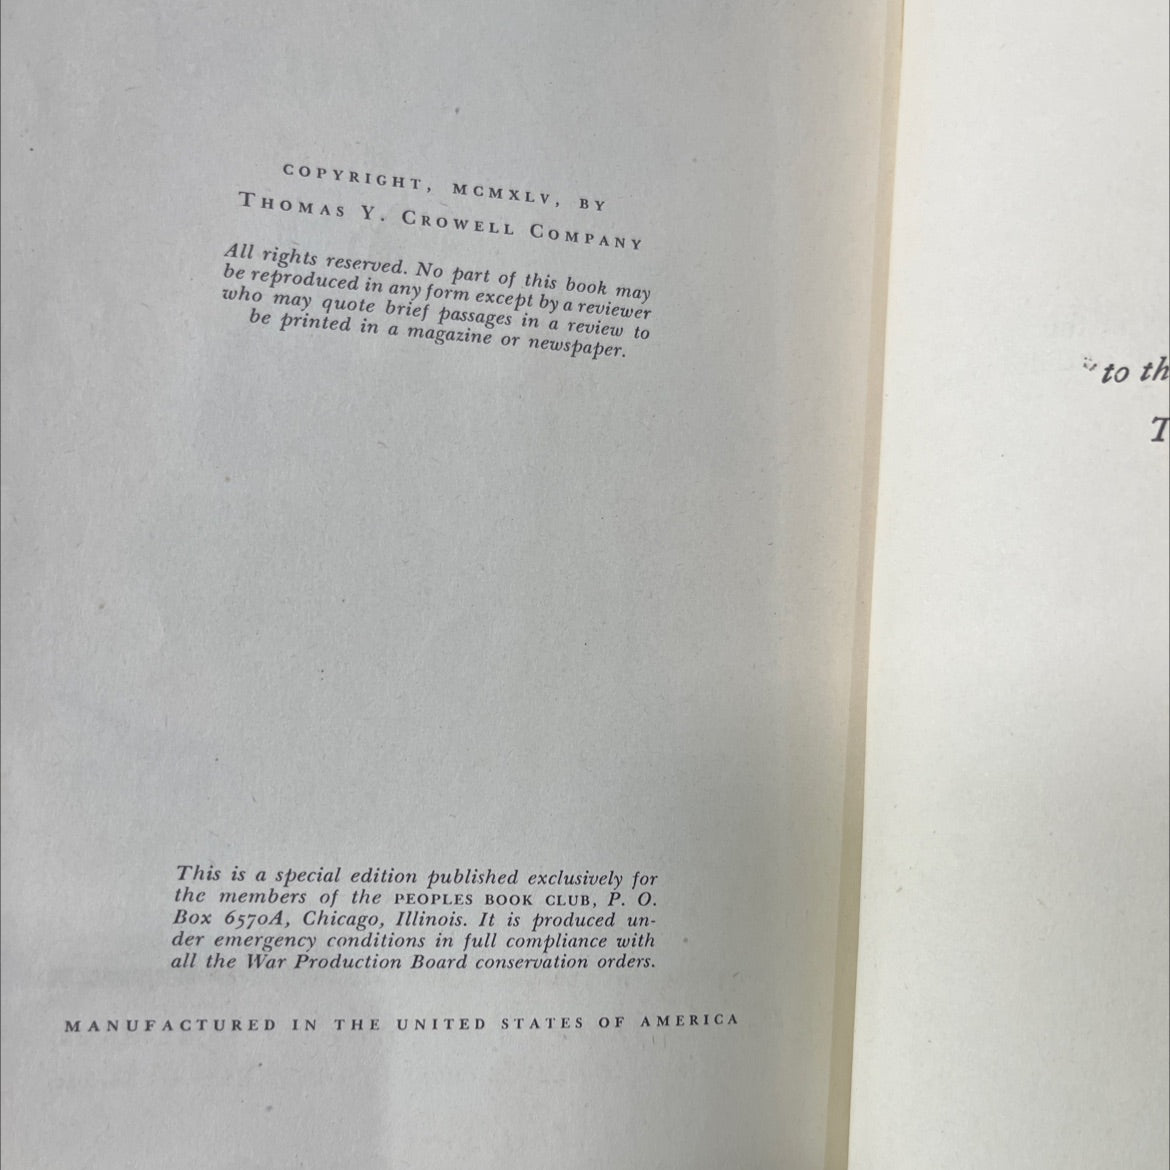 COPYRIGHT, MCMXLV, BY
THOMAS Y. CROWELL COMPANY
All rights reserved. No part of this book may
be reproduced in any form except by a reviewer
who may quote brief passages in a review to
be printed in a magazine or newspaper.
This is a special edition published exclusively for
the members of the PEOPLES BOOK CLUB, P. O.
Box 6570A, Chicago, Illinois. It is produced un-
der emergency conditions in full compliance with
all the War Production Board conservation orders.
MANUFACTURED IN THE UNITED STATES OF AMERICA
to th
T